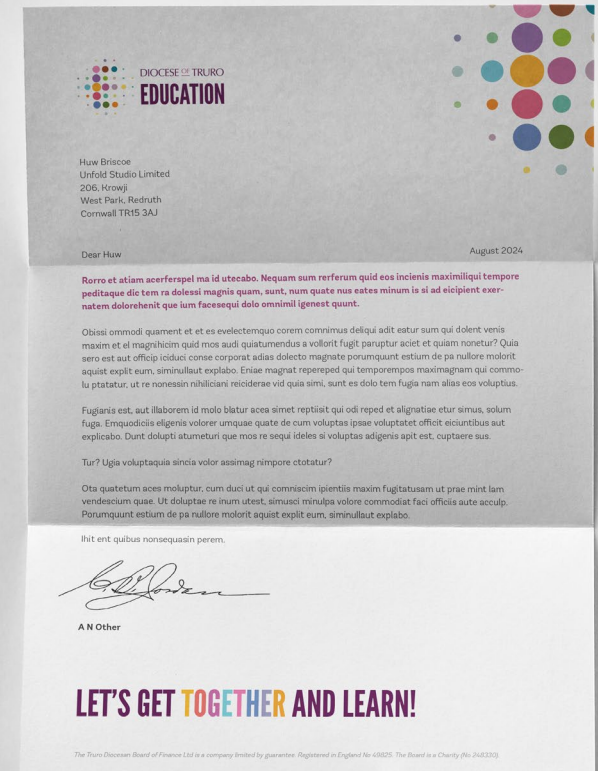 DIOCESE OF TRURO
EDUCATION
Huw Briscoe
Unfold Studio Limited
206, Krowji
West Park, Redruth
Cornwall TR15 3AJ
Dear Huw
August 2024
Rorro et atiam acerferspel ma id utecabo. Nequam sum rerferum quid eos incienis maximiliqui tempore
peditaque dic tem ra dolessi magnis quam, sunt, num quate nus eates minum is si ad eicipient exer-
natem dolorehenit que ium facesequi dolo omnimil igenest quunt.
Obissi ommodi quament et et es evelectemquo corem comnimus deliqui adit eatur sum qui dolent venis
maxim et el magnihicim quid mos audi quiatumendus a vollorit fugit paruptur aciet et quiam nonetur? Quia
sero est aut officip iciduci conse corporat adias dolecto magnate porumquunt estium de pa nullore molorit
aquist explit eum, siminullaut explabo. Eniae magnat repereped qui temporempos maximagnam qui commo-
lu ptatatur, ut re nonessin nihiliciani reiciderae vid quia simi, sunt es dolo tem fugia nam alias eos voluptius.
Fugianis est, aut illaborem id molo blatur acea simet reptiisit qui odi reped et alignatiae etur simus, solum
fuga. Emquodiciis eligenis volorer umquae quate de cum voluptas ipsae voluptatet officit eiciuntibus aut
explicabo. Dunt dolupti atumeturi que mos re sequi ideles si voluptas adigenis apit est, cuptaere sus.
Tur? Ugia voluptaquia sincia volor assimag nimpore ctotatur?
Ota quatetum aces moluptur, cum duci ut qui comniscim ipientiis maxim fugitatusam ut prae mint lam
vendescium quae. Ut doluptae re inum utest, simusci minulpa volore commodiat faci officiis aute acculp.
Porumquunt estium de pa nullore molorit aquist explit eum, siminullaut explabo.
Ihit ent quibus nonsequasin perem,
A N Other
LET'S GET TOGETHER AND LEARN!
The Truro Diocesan Board of Finance Ltd is a company limited by guarantee. Registered in England No 49825. The Board is a Charity (No 248330).